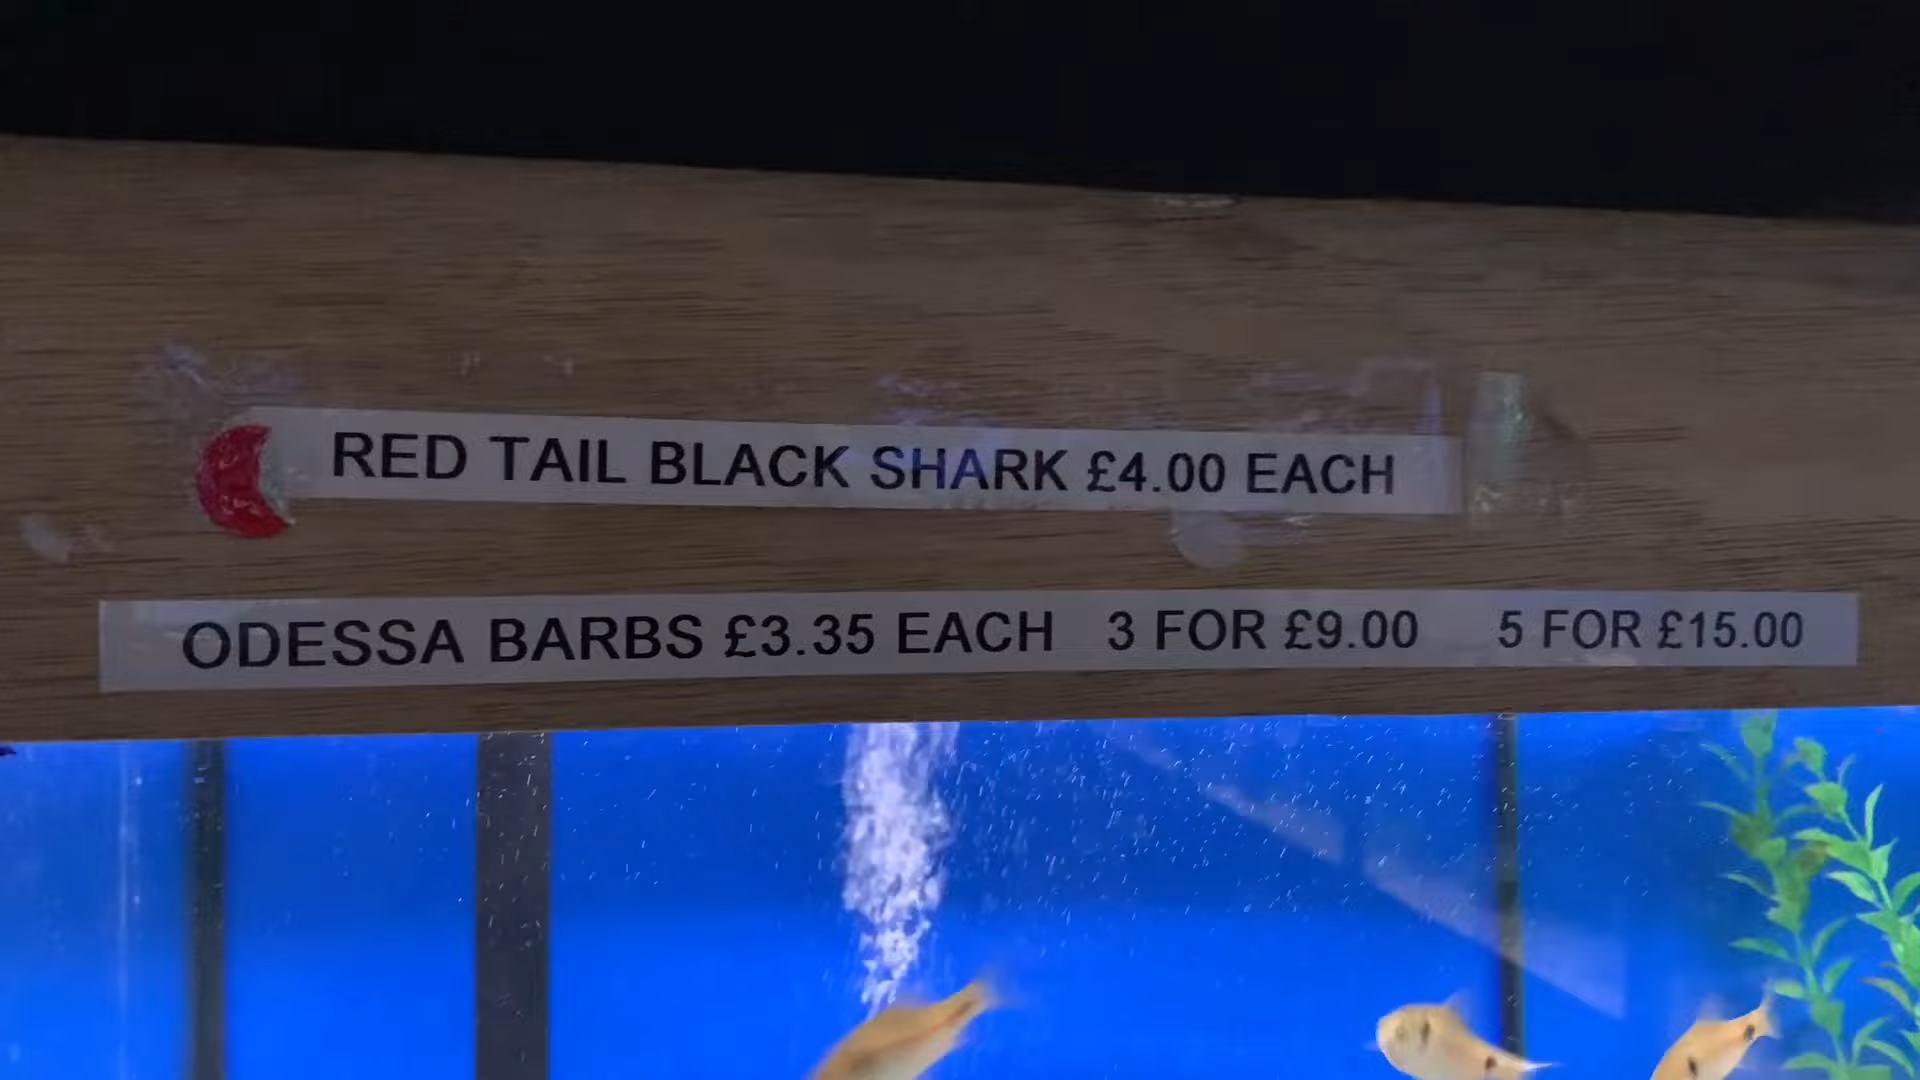 RED TAIL BLACK SHARK £4.00 EACH
ODESSA BARBS £3.35 EACH 3 FOR £9.00 5 FOR £15.00